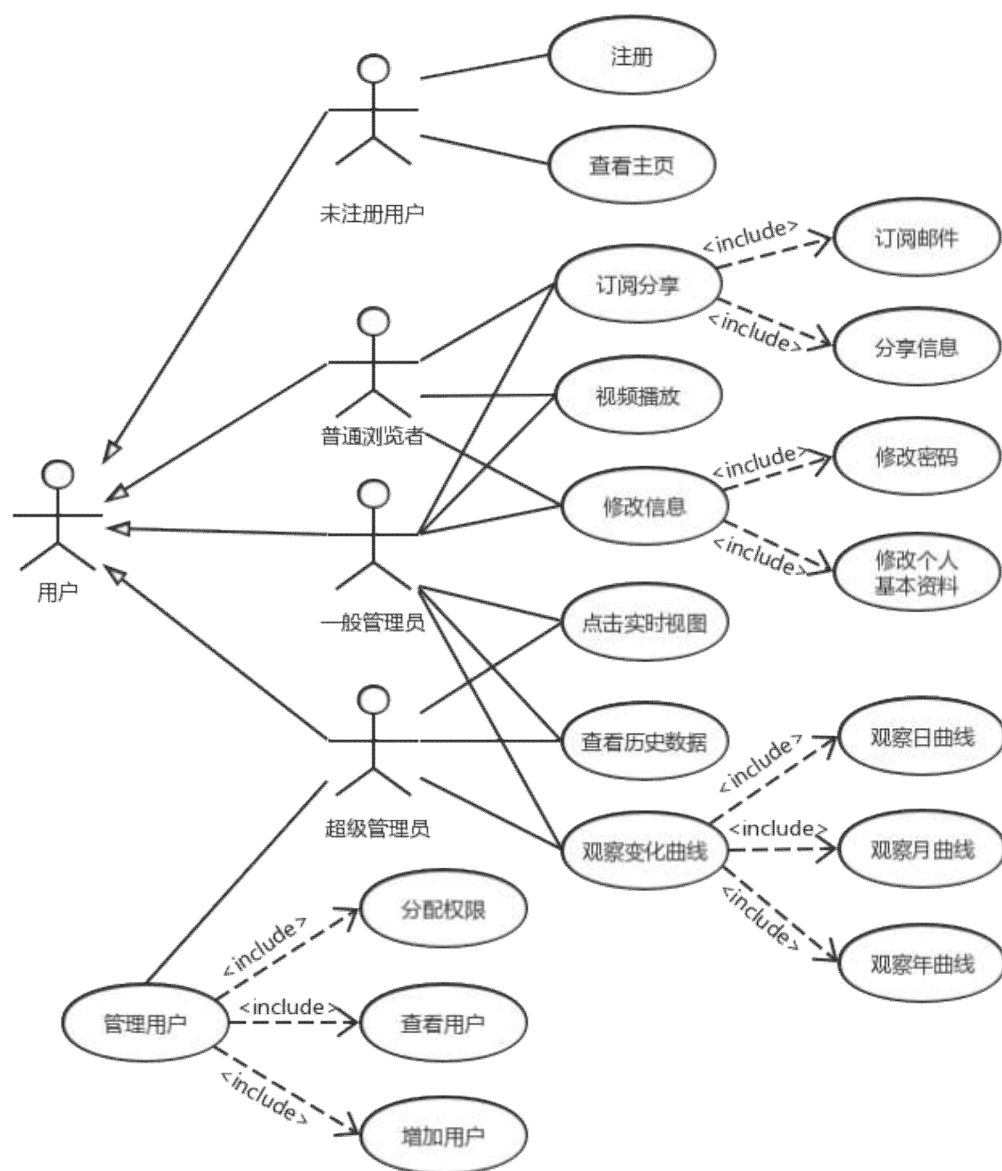 注册
查看主页
未注册用户
订阅分享
<include>
订阅邮件
<include>
分享信息
视频播放
普通浏览者
修改信息
<include>
修改密码
<include>
修改个人
基本资料
用户
一般管理员
点击实时视图
查看历史数据
超级管理员
观察变化曲线
<include>
观察日曲线
<include>
观察月曲线
<include>
观察年曲线
管理用户
<include>
分配权限
<include>
查看用户
<include>
增加用户